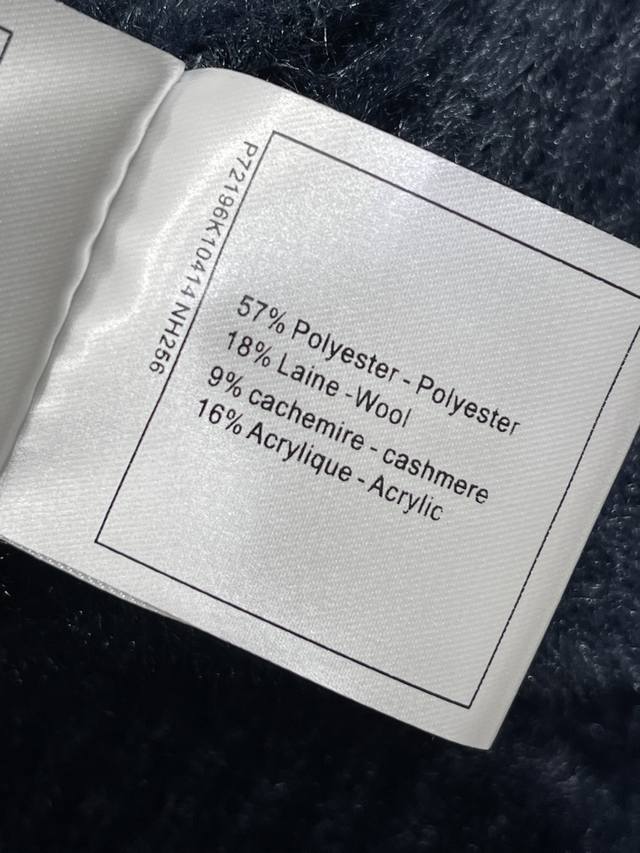 P72196K10414 NH256
57% Polyester - Polyester
18% Laine -Wool
9% cachemire - cashmere
16% Acrylique - Acrylic